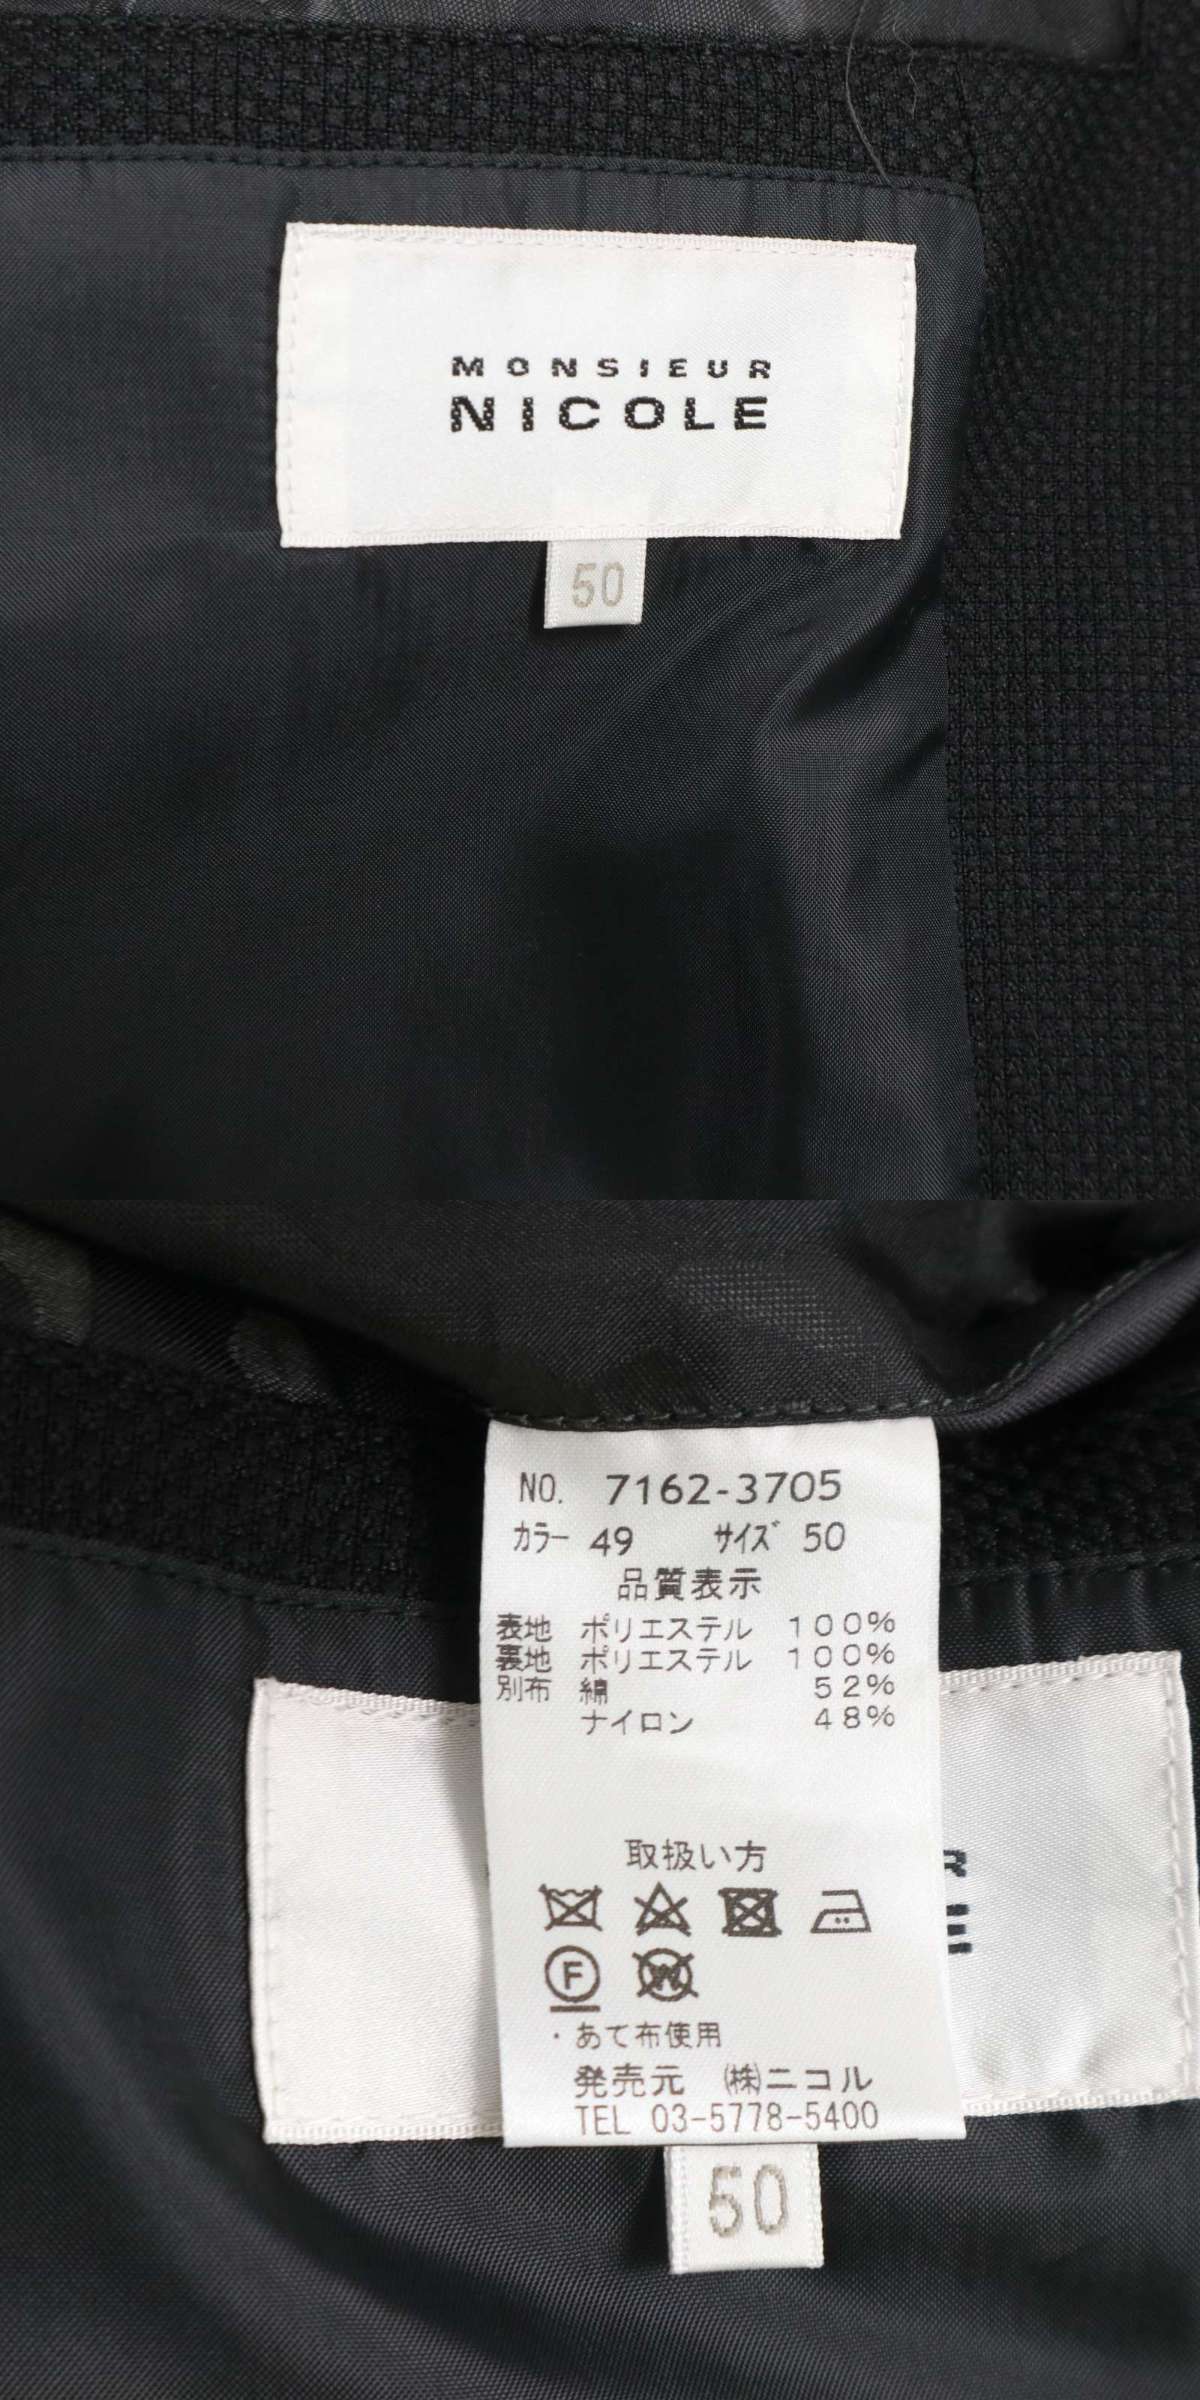 MONSIEUR
NICOLE
50
NO. 7162-3705
カラー 49 サイズ 50
品質表示
表地 ポリエステル 100%
裏地 ポリエステル 100%
別布 綿 52%
ナイロン 48%
取扱い方
F W
・あて布使用
発売元 ㈱ニコル
TEL 03-5778-5400
R
E
50